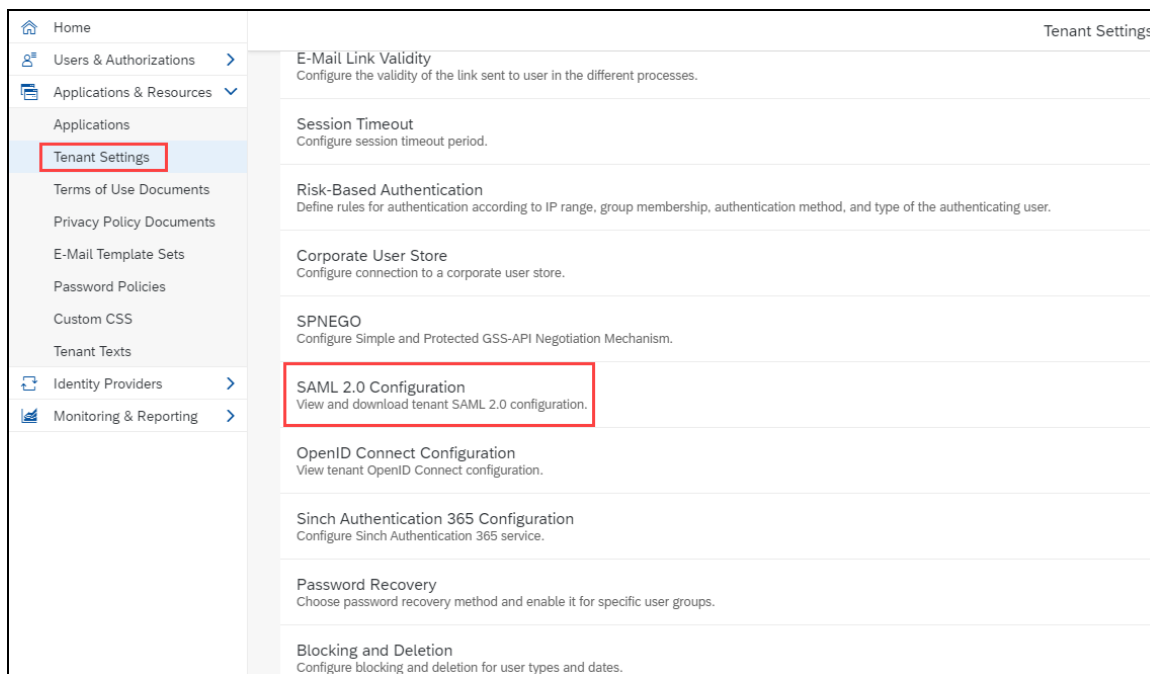 Home
Users & Authorizations
Applications & Resources
Applications
Tenant Settings
Terms of Use Documents
Privacy Policy Documents
E-Mail Template Sets
Password Policies
Custom CSS
Tenant Texts
Identity Providers
Monitoring & Reporting
Tenant Settings
E-Mail Link Validity
Configure the validity of the link sent to user in the different processes.
Session Timeout
Configure session timeout period.
Risk-Based Authentication
Define rules for authentication according to IP range, group membership, authentication method, and type of the authenticating user.
Corporate User Store
Configure connection to a corporate user store.
SPNEGO
Configure Simple and Protected GSS-API Negotiation Mechanism.
SAML 2.0 Configuration
View and download tenant SAML 2.0 configuration.
OpenID Connect Configuration
View tenant OpenID Connect configuration.
Sinch Authentication 365 Configuration
Configure Sinch Authentication 365 service.
Password Recovery
Choose password recovery method and enable it for specific user groups.
Blocking and Deletion
Configure blocking and deletion for user types and dates.